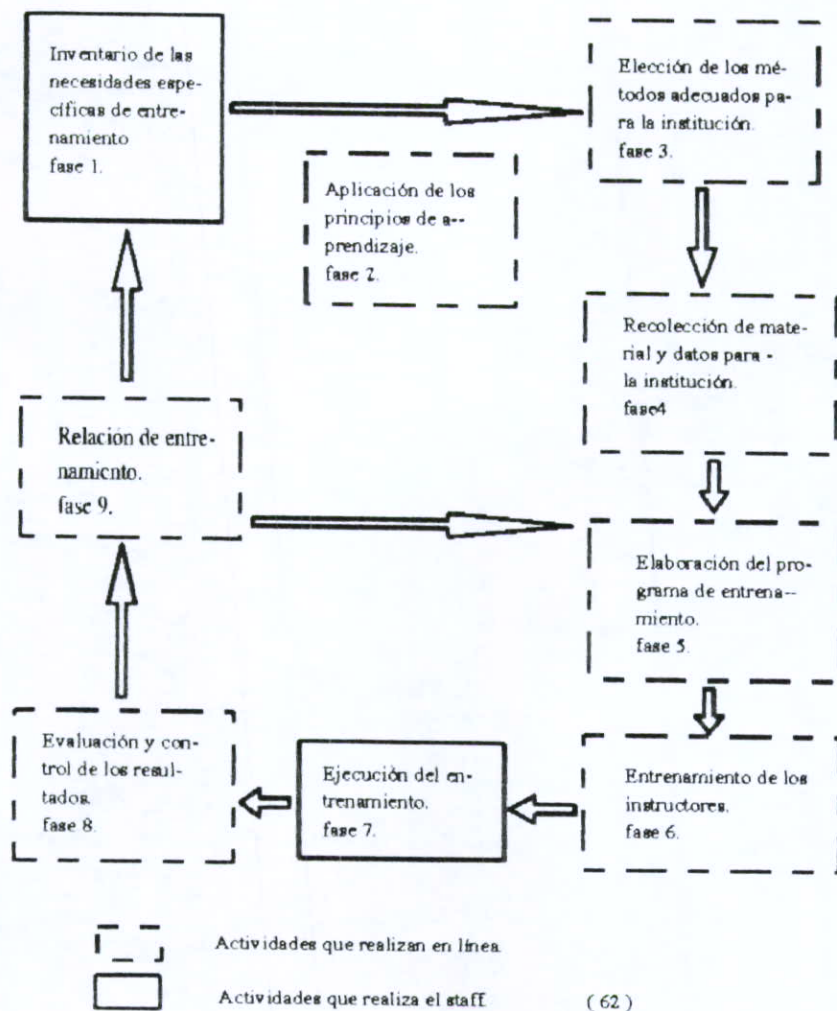 Inventario de las
necesidades espe-
cíficas de entre-
namiento
fase 1.
Aplicación de los
principios de a--
prendizaje.
fase 2.
Elección de los mé-
todos adecuados pa-
ra la institución.
fase 3.
Recolección de mate-
rial y datos para -
la institución.
fase4
Elaboración del pro-
grama de entrena--
miento.
fase 5.
Entrenamiento de los
instructores.
fase 6.
Ejecución del en-
trenamiento.
fase 7.
Evaluación y con-
trol de los resul-
tados.
fase 8.
Relación de entre-
namiento.
fase 9.
Actividades que realizan en línea
Actividades que realiza el staff.
( 62 )